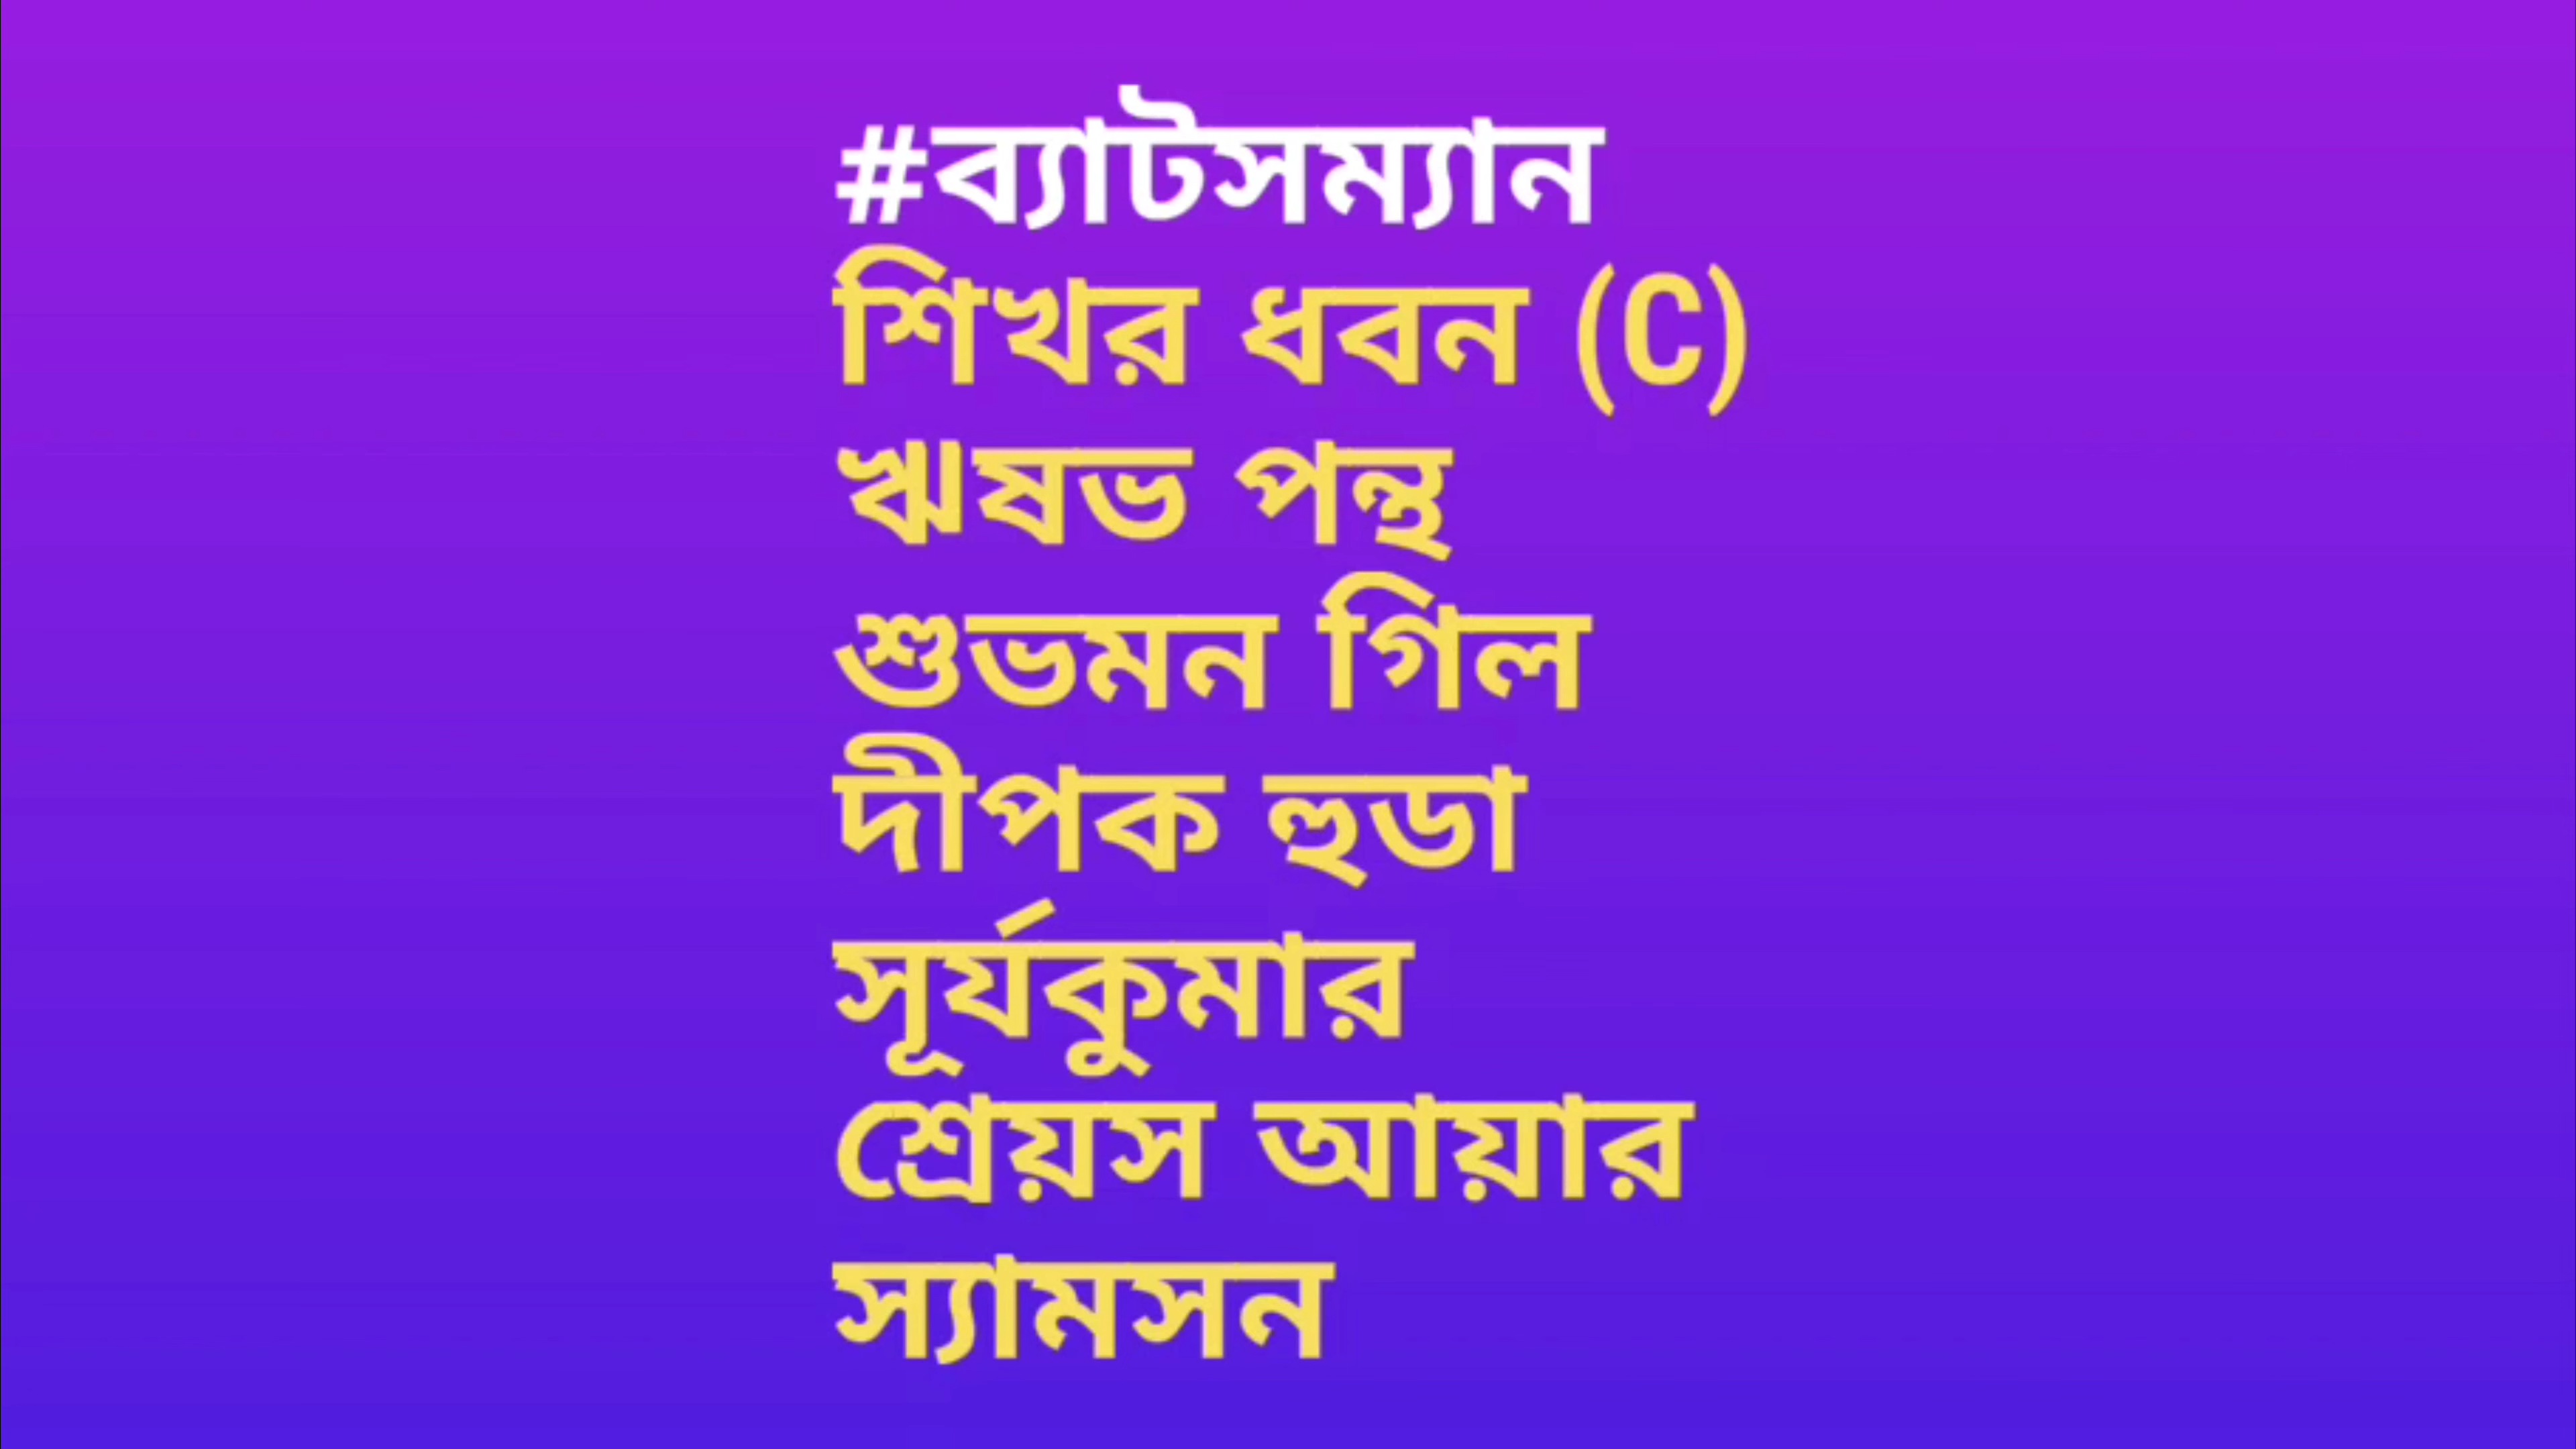 #ব্যাটসম্যান
শিখর ধবন (C)
ঋষভ পন্থ
শুভমন গিল
দীপক হুডা
সূর্যকুমার
শ্রেয়স আয়ার
স্যামসন